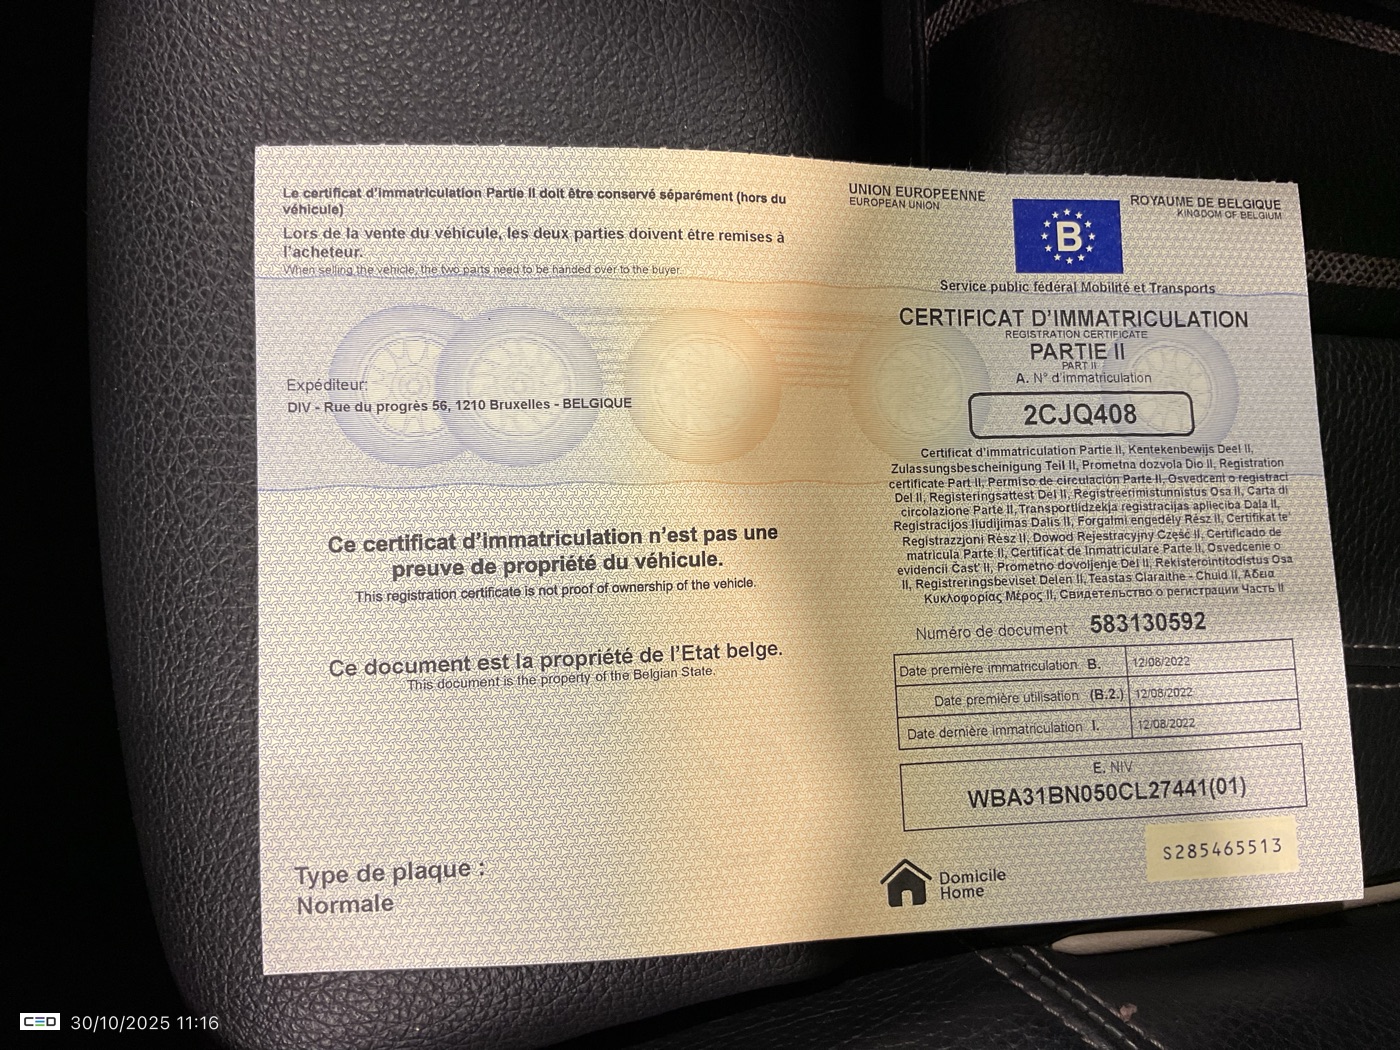 Le certificat d'immatriculation Partie II doit être conservé séparément (hors du
véhicule)
Lors de la vente du véhicule, les deux parties doivent être remises à
l'acheteur.
When selling the vehicle, the two parts need to be handed over to the buyer.
Expéditeur:
DIV - Rue du progrès 56, 1210 Bruxelles - BELGIQUE
Ce certificat d'immatriculation n'est pas une
preuve de propriété du véhicule.
This registration certificate is not proof of ownership of the vehicle.
Ce document est la propriété de l'Etat belge.
This document is the property of the Belgian State.
Type de plaque :
Normale
UNION EUROPEENNE
EUROPEAN UNION
B
ROYAUME DE BELGIQUE
KINGDOM OF BELGIUM
Service public fédéral Mobilité et Transports
CERTIFICAT D'IMMATRICULATION
REGISTRATION CERTIFICATE
PARTIE II
PART II
A. N° d'immatriculation
2CJQ408
Certificat d'immatriculation Partie II, Kentekenbewijs Deel II,
Zulassungsbescheinigung Teil II, Prometna dozvola Dio II, Registration
certificate Part II, Permiso de circulación Parte II, Osvedcent o registraci
Del II, Registeringsattest Del II, Registreerimistunnistus Osa II, Carta di
circolazione Parte II, Transportlidzekja registracijas aplieciba Dala II,
Registracijos liudijimas Dalis II, Forgalmi engedély Rész II, Certifikat te'
Registrazzjoni Rész II, Dowod Rejestracyjny Część II, Certificado de
matricula Parte II, Certificat de Inmatriculare Parte II, Osvedcenie o
evidencii Časť II, Prometno dovoljenje Del II, Rekisterointitodistus Osa
II, Registreringsbeviset Delen II, Teastas Claraithe - Chuid II, Άδεια
Κυκλοφορίας Μέρος II, Свидетельство о регистрации Часть II
Numéro de document 583130592
Date première immatriculation B. 12/08/2022
Date première utilisation (B.2.) 12/08/2022
Date dernière immatriculation I. 12/08/2022
E. NIV
WBA31BN050CL27441(01)
S285465513
Domicile
Home
CED 30/10/2025 11:16